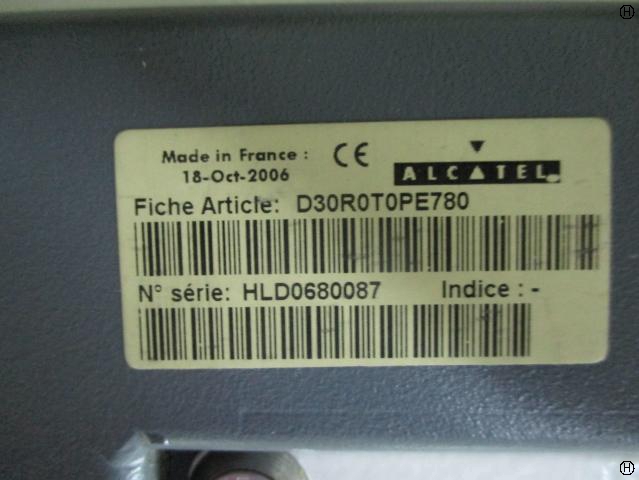 Made in France :
18-Oct-2006
CE
ALCATEL
Fiche Article: D30R0T0PE780
N° série: HLD0680087 Indice : -
H
H
H